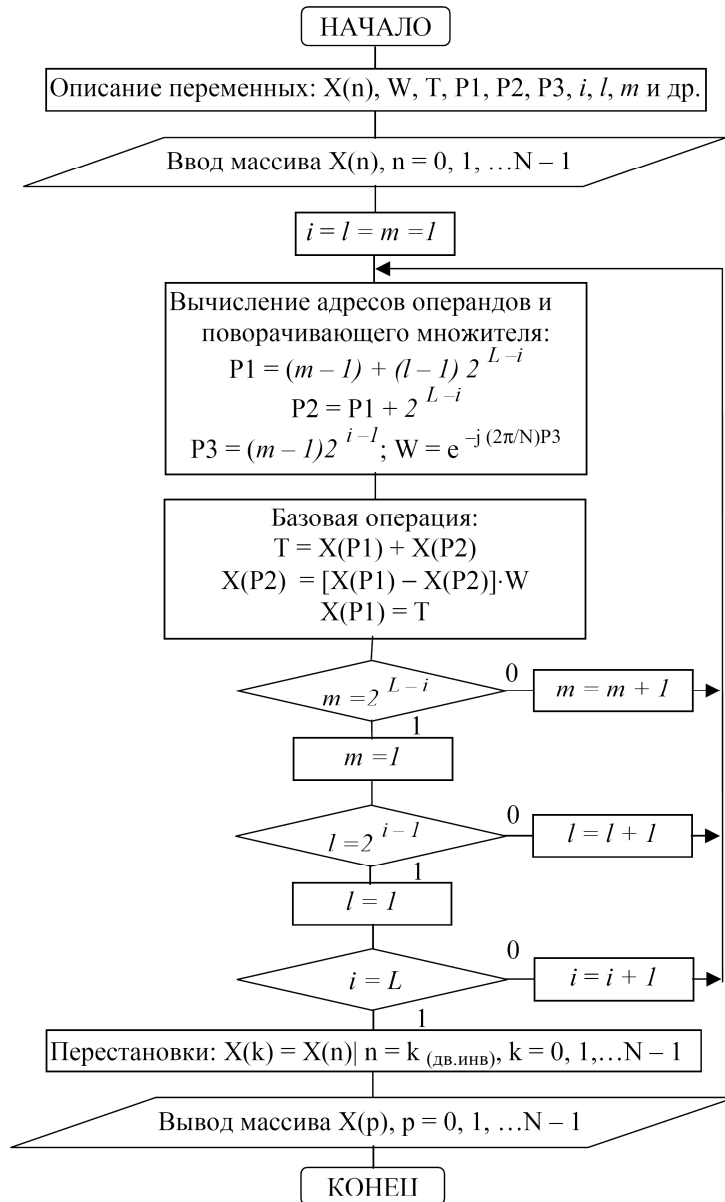 НАЧАЛО
Описание переменных: X(n), W, T, P1, P2, P3, i, l, m и др.
Ввод массива X(n), n = 0, 1, …N – 1
i = l = m =1
Вычисление адресов операндов и
поворачивающего множителя:
P1 = (m – 1) + (l – 1) 2 ^L –i
P2 = P1 + 2 ^L –i
P3 = (m – 1)2 ^i –1; W = e ^–j (2π/N)P3
Базовая операция:
T = X(P1) + X(P2)
X(P2) = [X(P1) – X(P2)]·W
X(P1) = T
m =2 ^L – i
0
m = m + 1
1
m =1
l =2 ^i – 1
0
l = l + 1
1
l = 1
i = L
0
i = i + 1
1
Перестановки: X(k) = X(n)| n = k (дв.инв), k = 0, 1,…N – 1
Вывод массива X(p), p = 0, 1, …N – 1
КОНЕЦ